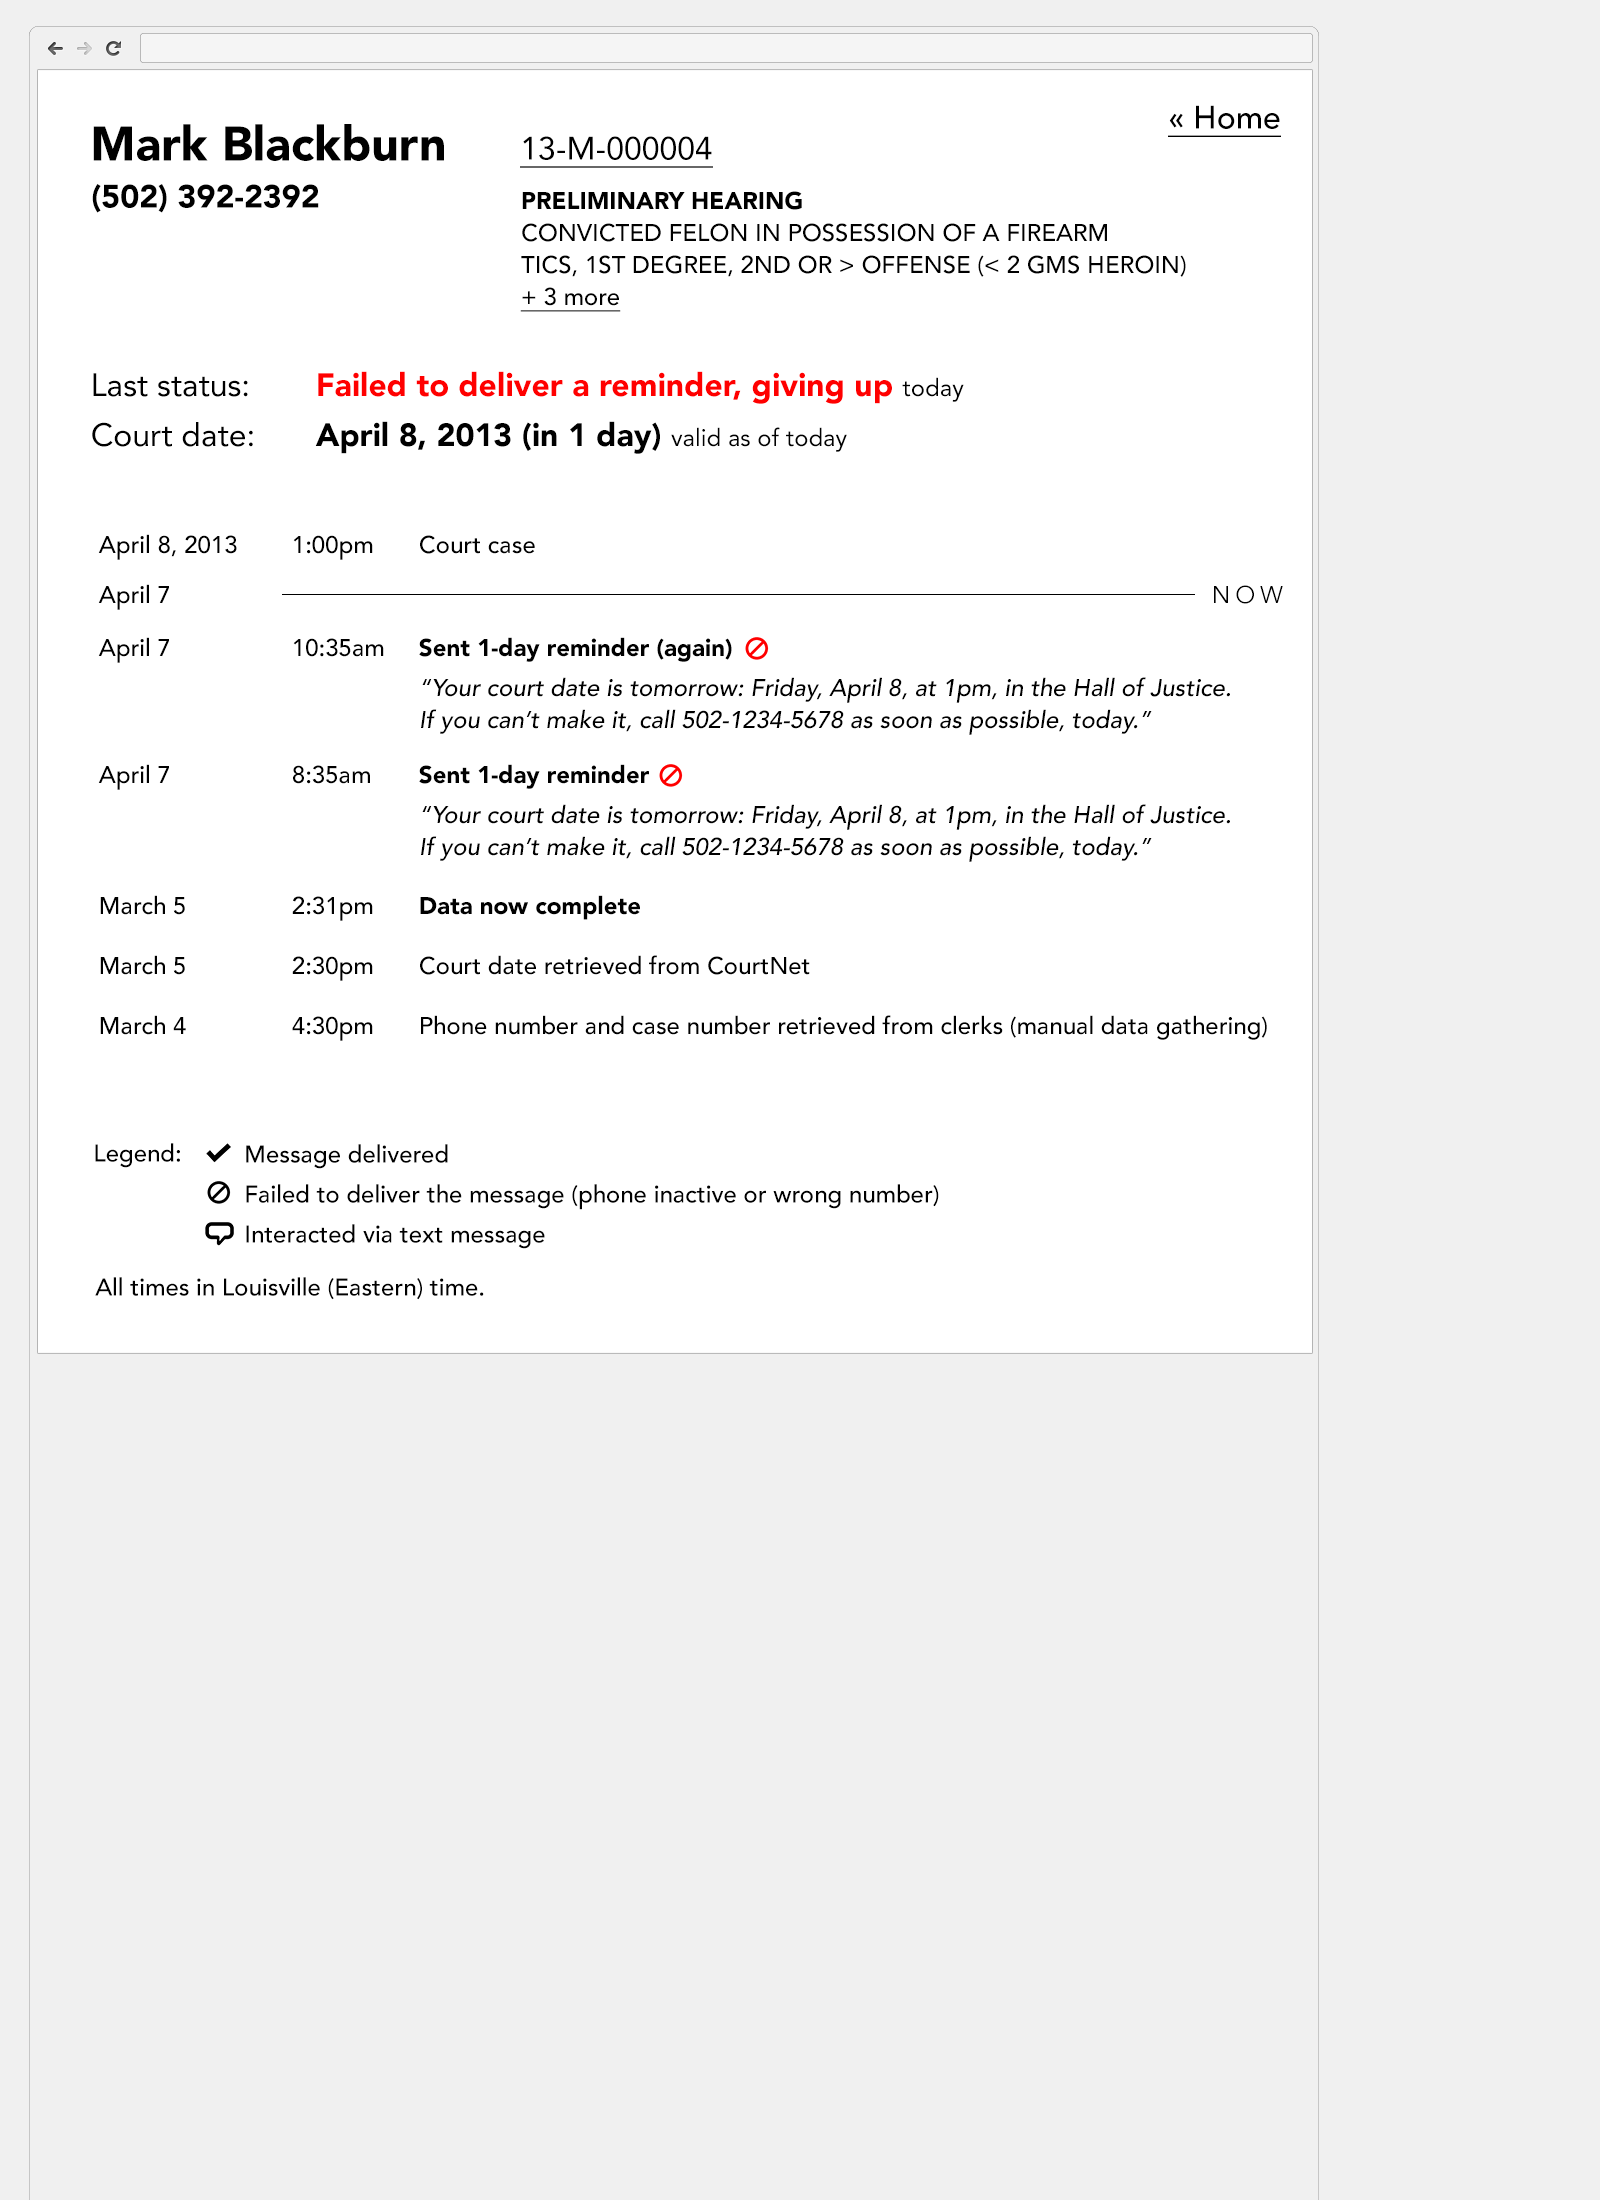 « Home
Mark Blackburn
(502) 392-2392
13-M-000004
PRELIMINARY HEARING
CONVICTED FELON IN POSSESSION OF A FIREARM
TICS, 1ST DEGREE, 2ND OR > OFFENSE (< 2 GMS HEROIN)
+ 3 more
Last status: Failed to deliver a reminder, giving up today
Court date: April 8, 2013 (in 1 day) valid as of today
April 8, 2013 1:00pm Court case
April 7 NOW
April 7 10:35am Sent 1-day reminder (again)
“Your court date is tomorrow: Friday, April 8, at 1pm, in the Hall of Justice.
If you can’t make it, call 502-1234-5678 as soon as possible, today.”
April 7 8:35am Sent 1-day reminder
“Your court date is tomorrow: Friday, April 8, at 1pm, in the Hall of Justice.
If you can’t make it, call 502-1234-5678 as soon as possible, today.”
March 5 2:31pm Data now complete
March 5 2:30pm Court date retrieved from CourtNet
March 4 4:30pm Phone number and case number retrieved from clerks (manual data gathering)
Legend: Message delivered
Failed to deliver the message (phone inactive or wrong number)
Interacted via text message
All times in Louisville (Eastern) time.